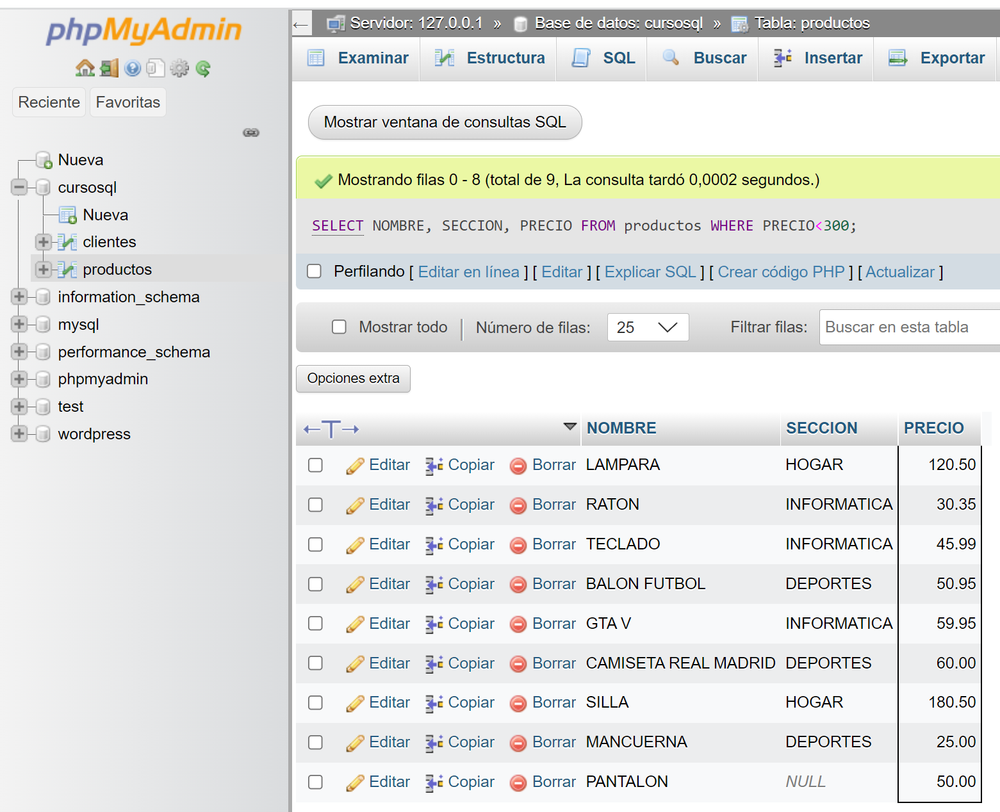 phpMyAdmin
Reciente Favoritas
Nueva
cursosql
Nueva
clientes
productos
information_schema
mysql
performance_schema
phpmyadmin
test
wordpress
← Servidor: 127.0.0.1 » Base de datos: cursosql » Tabla: productos
Examinar Estructura SQL Buscar Insertar Exportar
Mostrar ventana de consultas SQL
Mostrando filas 0 - 8 (total de 9, La consulta tardó 0,0002 segundos.)
SELECT NOMBRE, SECCION, PRECIO FROM productos WHERE PRECIO<300;
Perfilando [ Editar en línea ] [ Editar ] [ Explicar SQL ] [ Crear código PHP ] [ Actualizar ]
Mostrar todo Número de filas: 25 Filtrar filas: Buscar en esta tabla
Opciones extra
←T→ NOMBRE SECCION PRECIO
Editar Copiar Borrar LAMPARA HOGAR 120.50
Editar Copiar Borrar RATON INFORMATICA 30.35
Editar Copiar Borrar TECLADO INFORMATICA 45.99
Editar Copiar Borrar BALON FUTBOL DEPORTES 50.95
Editar Copiar Borrar GTA V INFORMATICA 59.95
Editar Copiar Borrar CAMISETA REAL MADRID DEPORTES 60.00
Editar Copiar Borrar SILLA HOGAR 180.50
Editar Copiar Borrar MANCUERNA DEPORTES 25.00
Editar Copiar Borrar PANTALON NULL 50.00